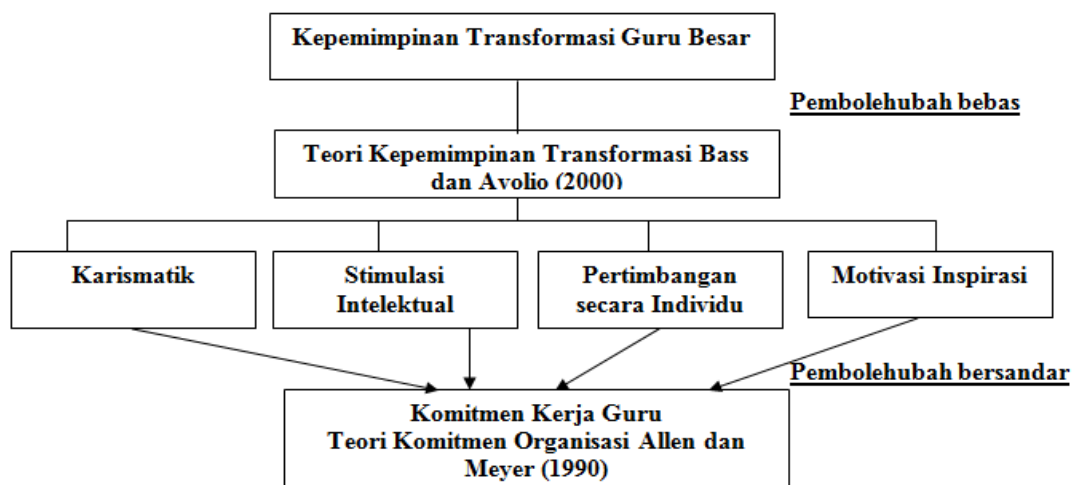 Kepemimpinan Transformasi Guru Besar
Pembolehubah bebas
Teori Kepemimpinan Transformasi Bass
dan Avolio (2000)
Karismatik
Stimulasi
Intelektual
Pertimbangan
secara Individu
Motivasi Inspirasi
Pembolehubah bersandar
Komitmen Kerja Guru
Teori Komitmen Organisasi Allen dan
Meyer (1990)